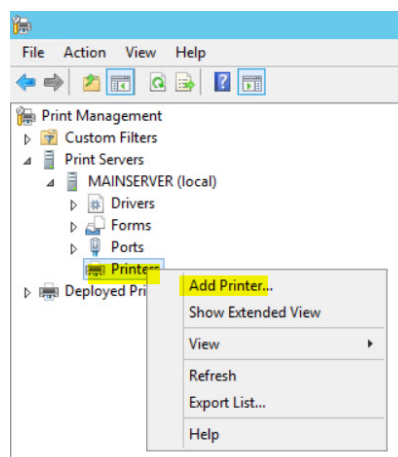 File Action View Help
Print Management
Custom Filters
Print Servers
MAINSERVER (local)
Drivers
Forms
Ports
Printers
Deployed Pri
Add Printer...
Show Extended View
View
Refresh
Export List...
Help